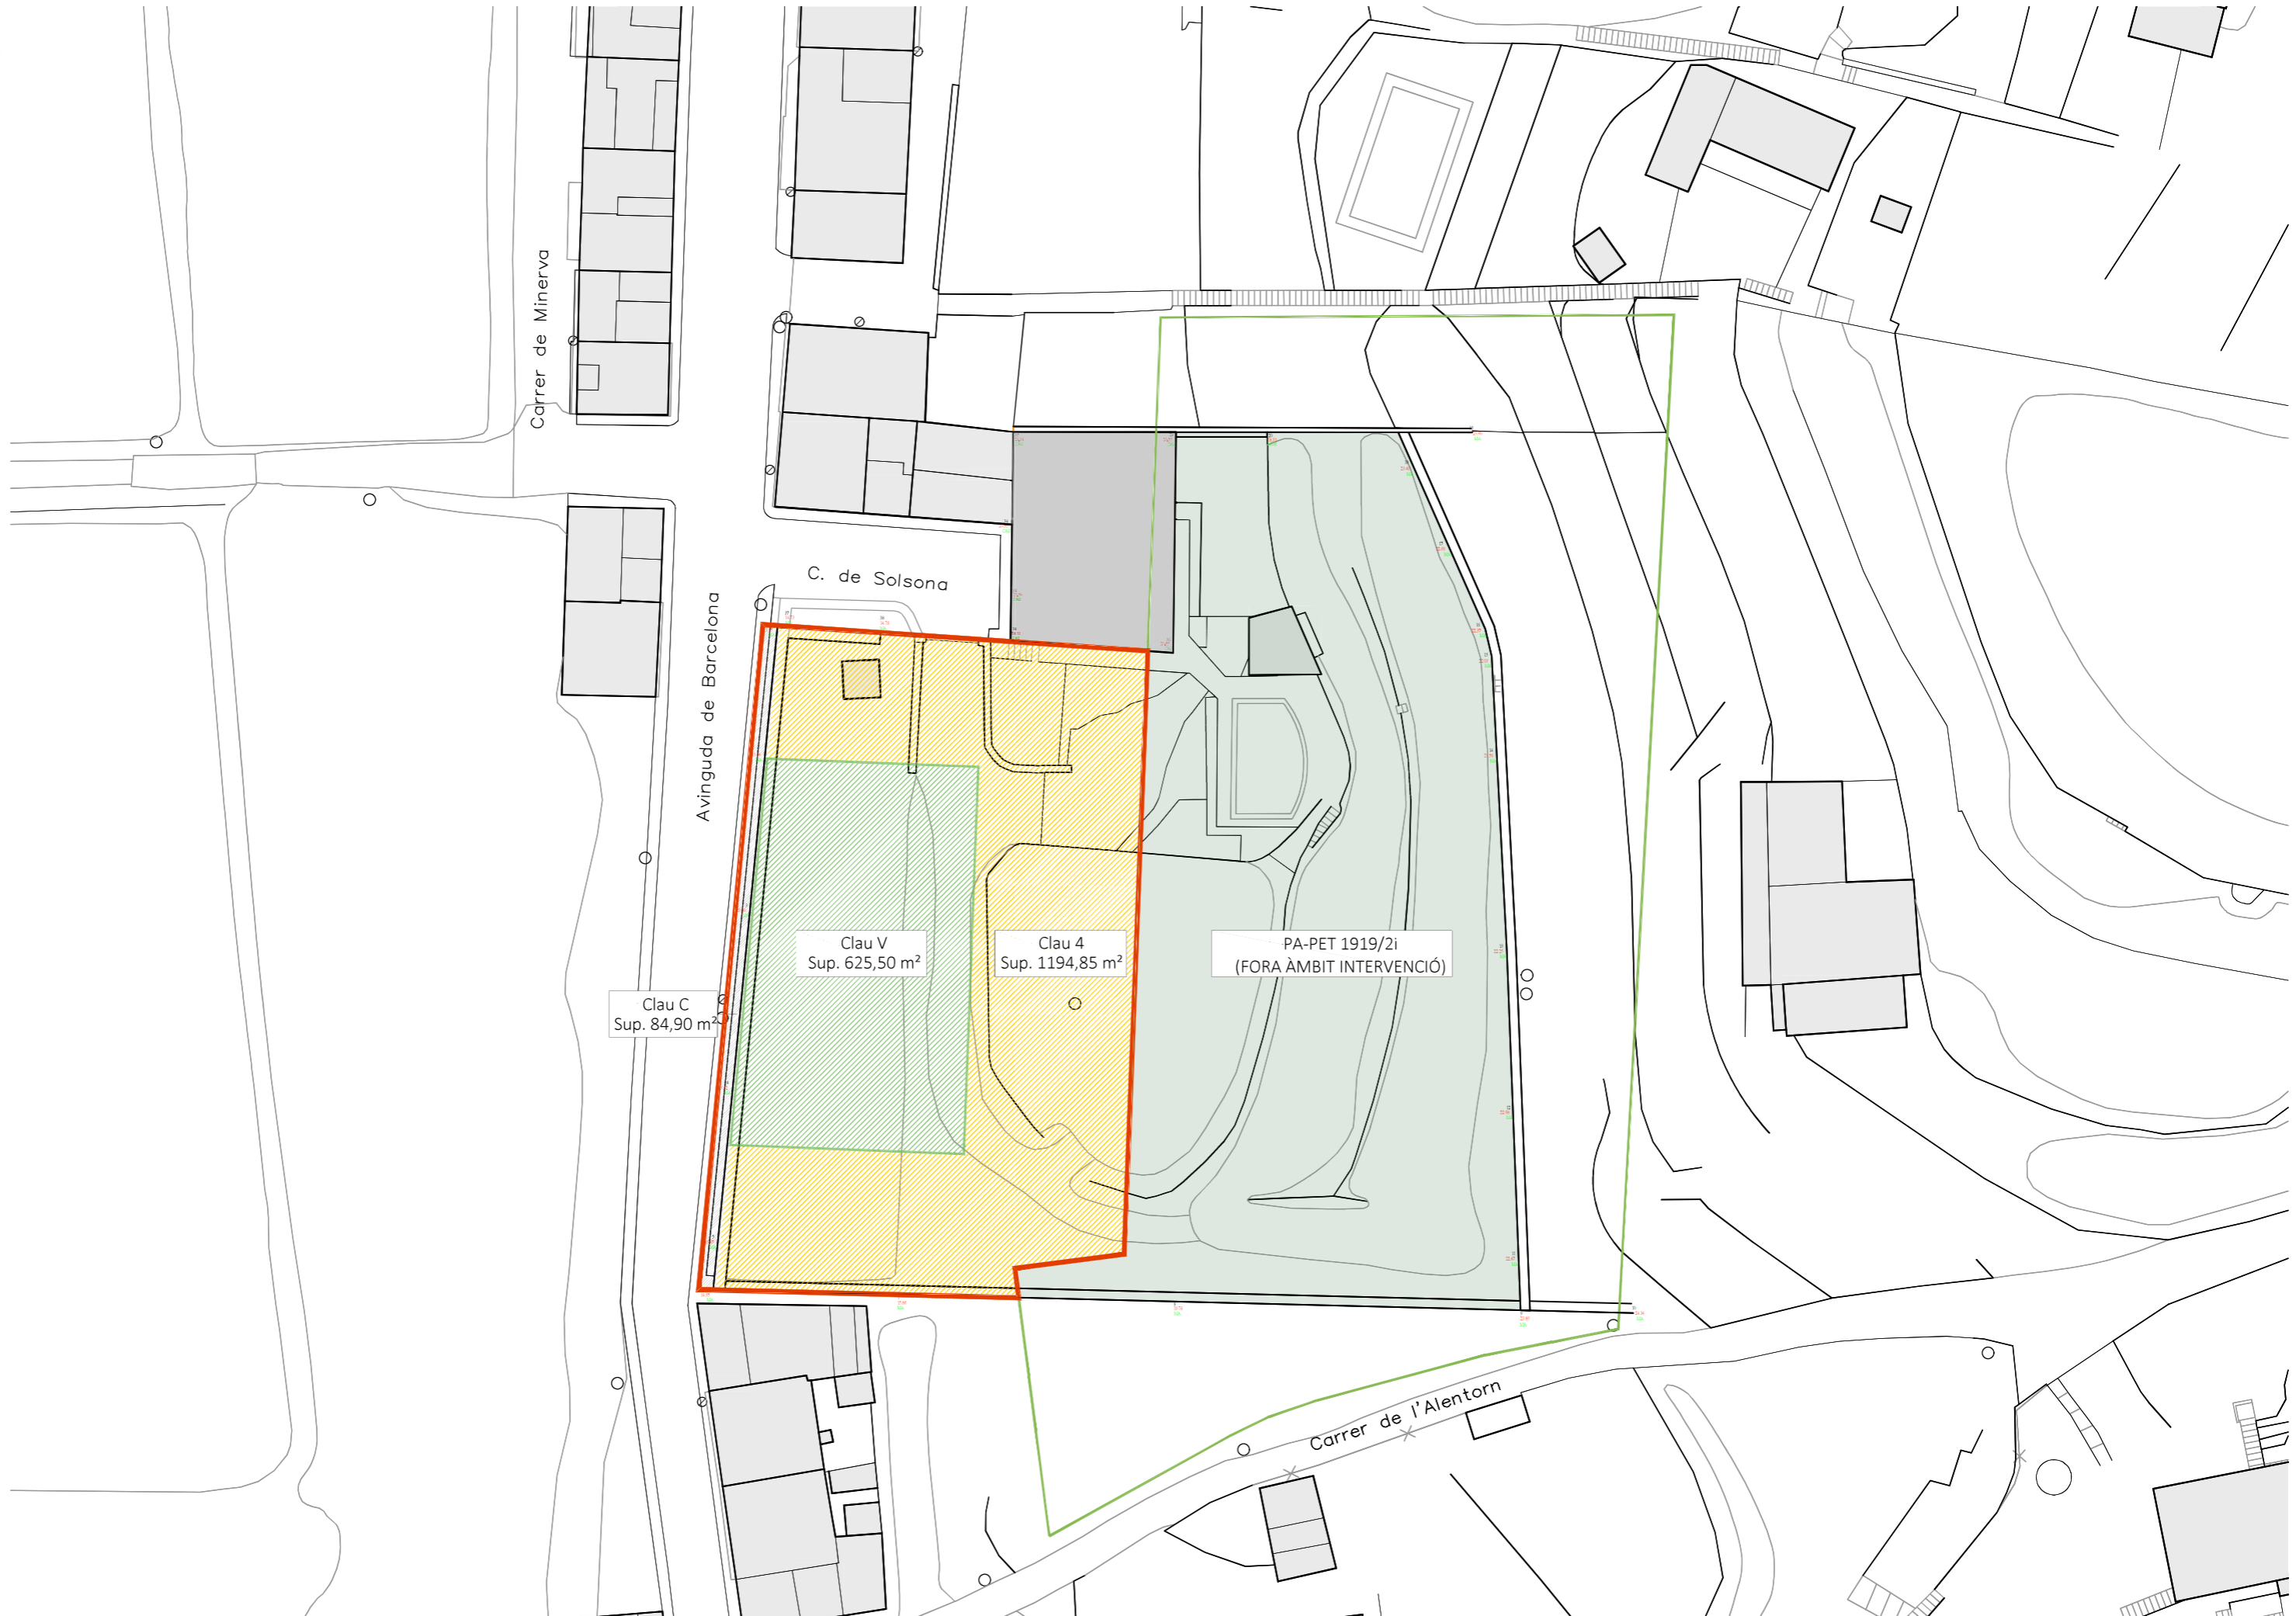 Carrer de Minerva
C. de Solsona
Avinguda de Barcelona
Clau V
Sup. 625,50 m²
Clau 4
Sup. 1194,85 m²
PA-PET 1919/2i
(FORA ÀMBIT INTERVENCIÓ)
Clau C
Sup. 84,90 m²
Carrer de l'Alentorn